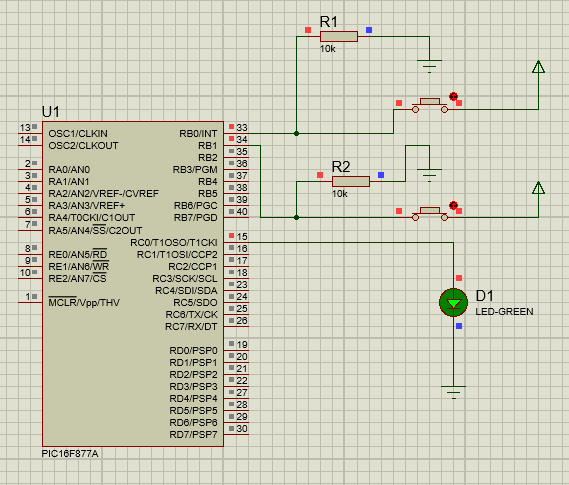 R1
10k
U1
13 OSC1/CLKIN RB0/INT 33
14 OSC2/CLKOUT RB1 34
RB2 35
2 RA0/AN0 RB3/PGM 36
3 RA1/AN1 RB4 37
4 RA2/AN2/VREF-/CVREF RB5 38
5 RA3/AN3/VREF+ RB6/PGC 39
6 RA4/T0CKI/C1OUT RB7/PGD 40
7 RA5/AN4/SS/C2OUT
R2
10k
RC0/T1OSO/T1CKI 15
8 RE0/AN5/RD RC1/T1OSI/CCP2 16
9 RE1/AN6/WR RC2/CCP1 17
10 RE2/AN7/CS RC3/SCK/SCL 18
RC4/SDI/SDA 23
1 MCLR/Vpp/THV RC5/SDO 24
RC6/TX/CK 25
RC7/RX/DT 26
D1
LED-GREEN
RD0/PSP0 19
RD1/PSP1 20
RD2/PSP2 21
RD3/PSP3 22
RD4/PSP4 27
RD5/PSP5 28
RD6/PSP6 29
RD7/PSP7 30
PIC16F877A